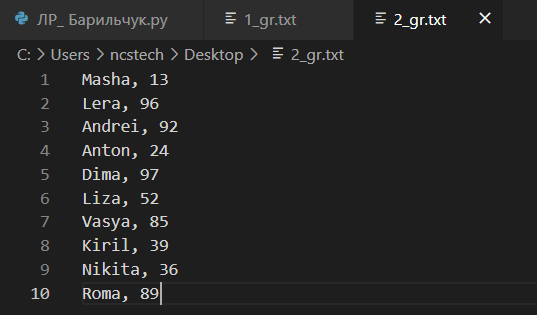 ЛР_ Барильчук.py 1_gr.txt 2_gr.txt ×
C: > Users > ncstech > Desktop > 2_gr.txt
1 Masha, 13
2 Lera, 96
3 Andrei, 92
4 Anton, 24
5 Dima, 97
6 Liza, 52
7 Vasya, 85
8 Kiril, 39
9 Nikita, 36
10 Roma, 89